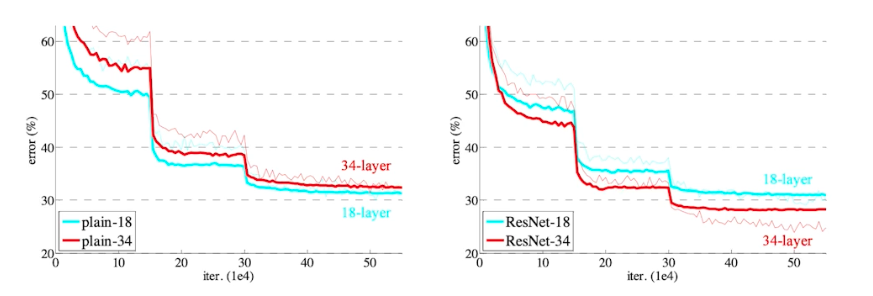 60
50
40
30
20
error (%)
34-layer
18-layer
plain-18
plain-34
0
10
20
30
40
50
iter. (1e4)
60
50
40
30
20
error (%)
18-layer
34-layer
ResNet-18
ResNet-34
0
10
20
30
40
50
iter. (1e4)